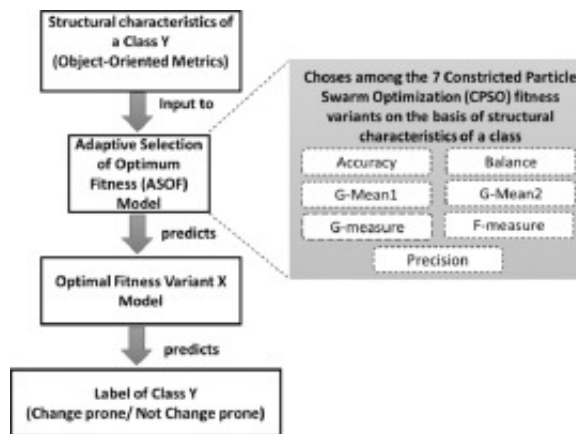 Structural characteristics of
a Class Y
(Object-Oriented Metrics)
Input to
Adaptive Selection
of Optimum
Fitness (ASOF)
Model
predicts
Optimal Fitness Variant X
Model
predicts
Label of Class Y
(Change prone/ Not Change prone)
Choses among the 7 Constricted Particle
Swarm Optimization (CPSO) fitness
variants on the basis of structural
characteristics of a class
Accuracy
Balance
G-Mean1
G-Mean2
G-measure
F-measure
Precision